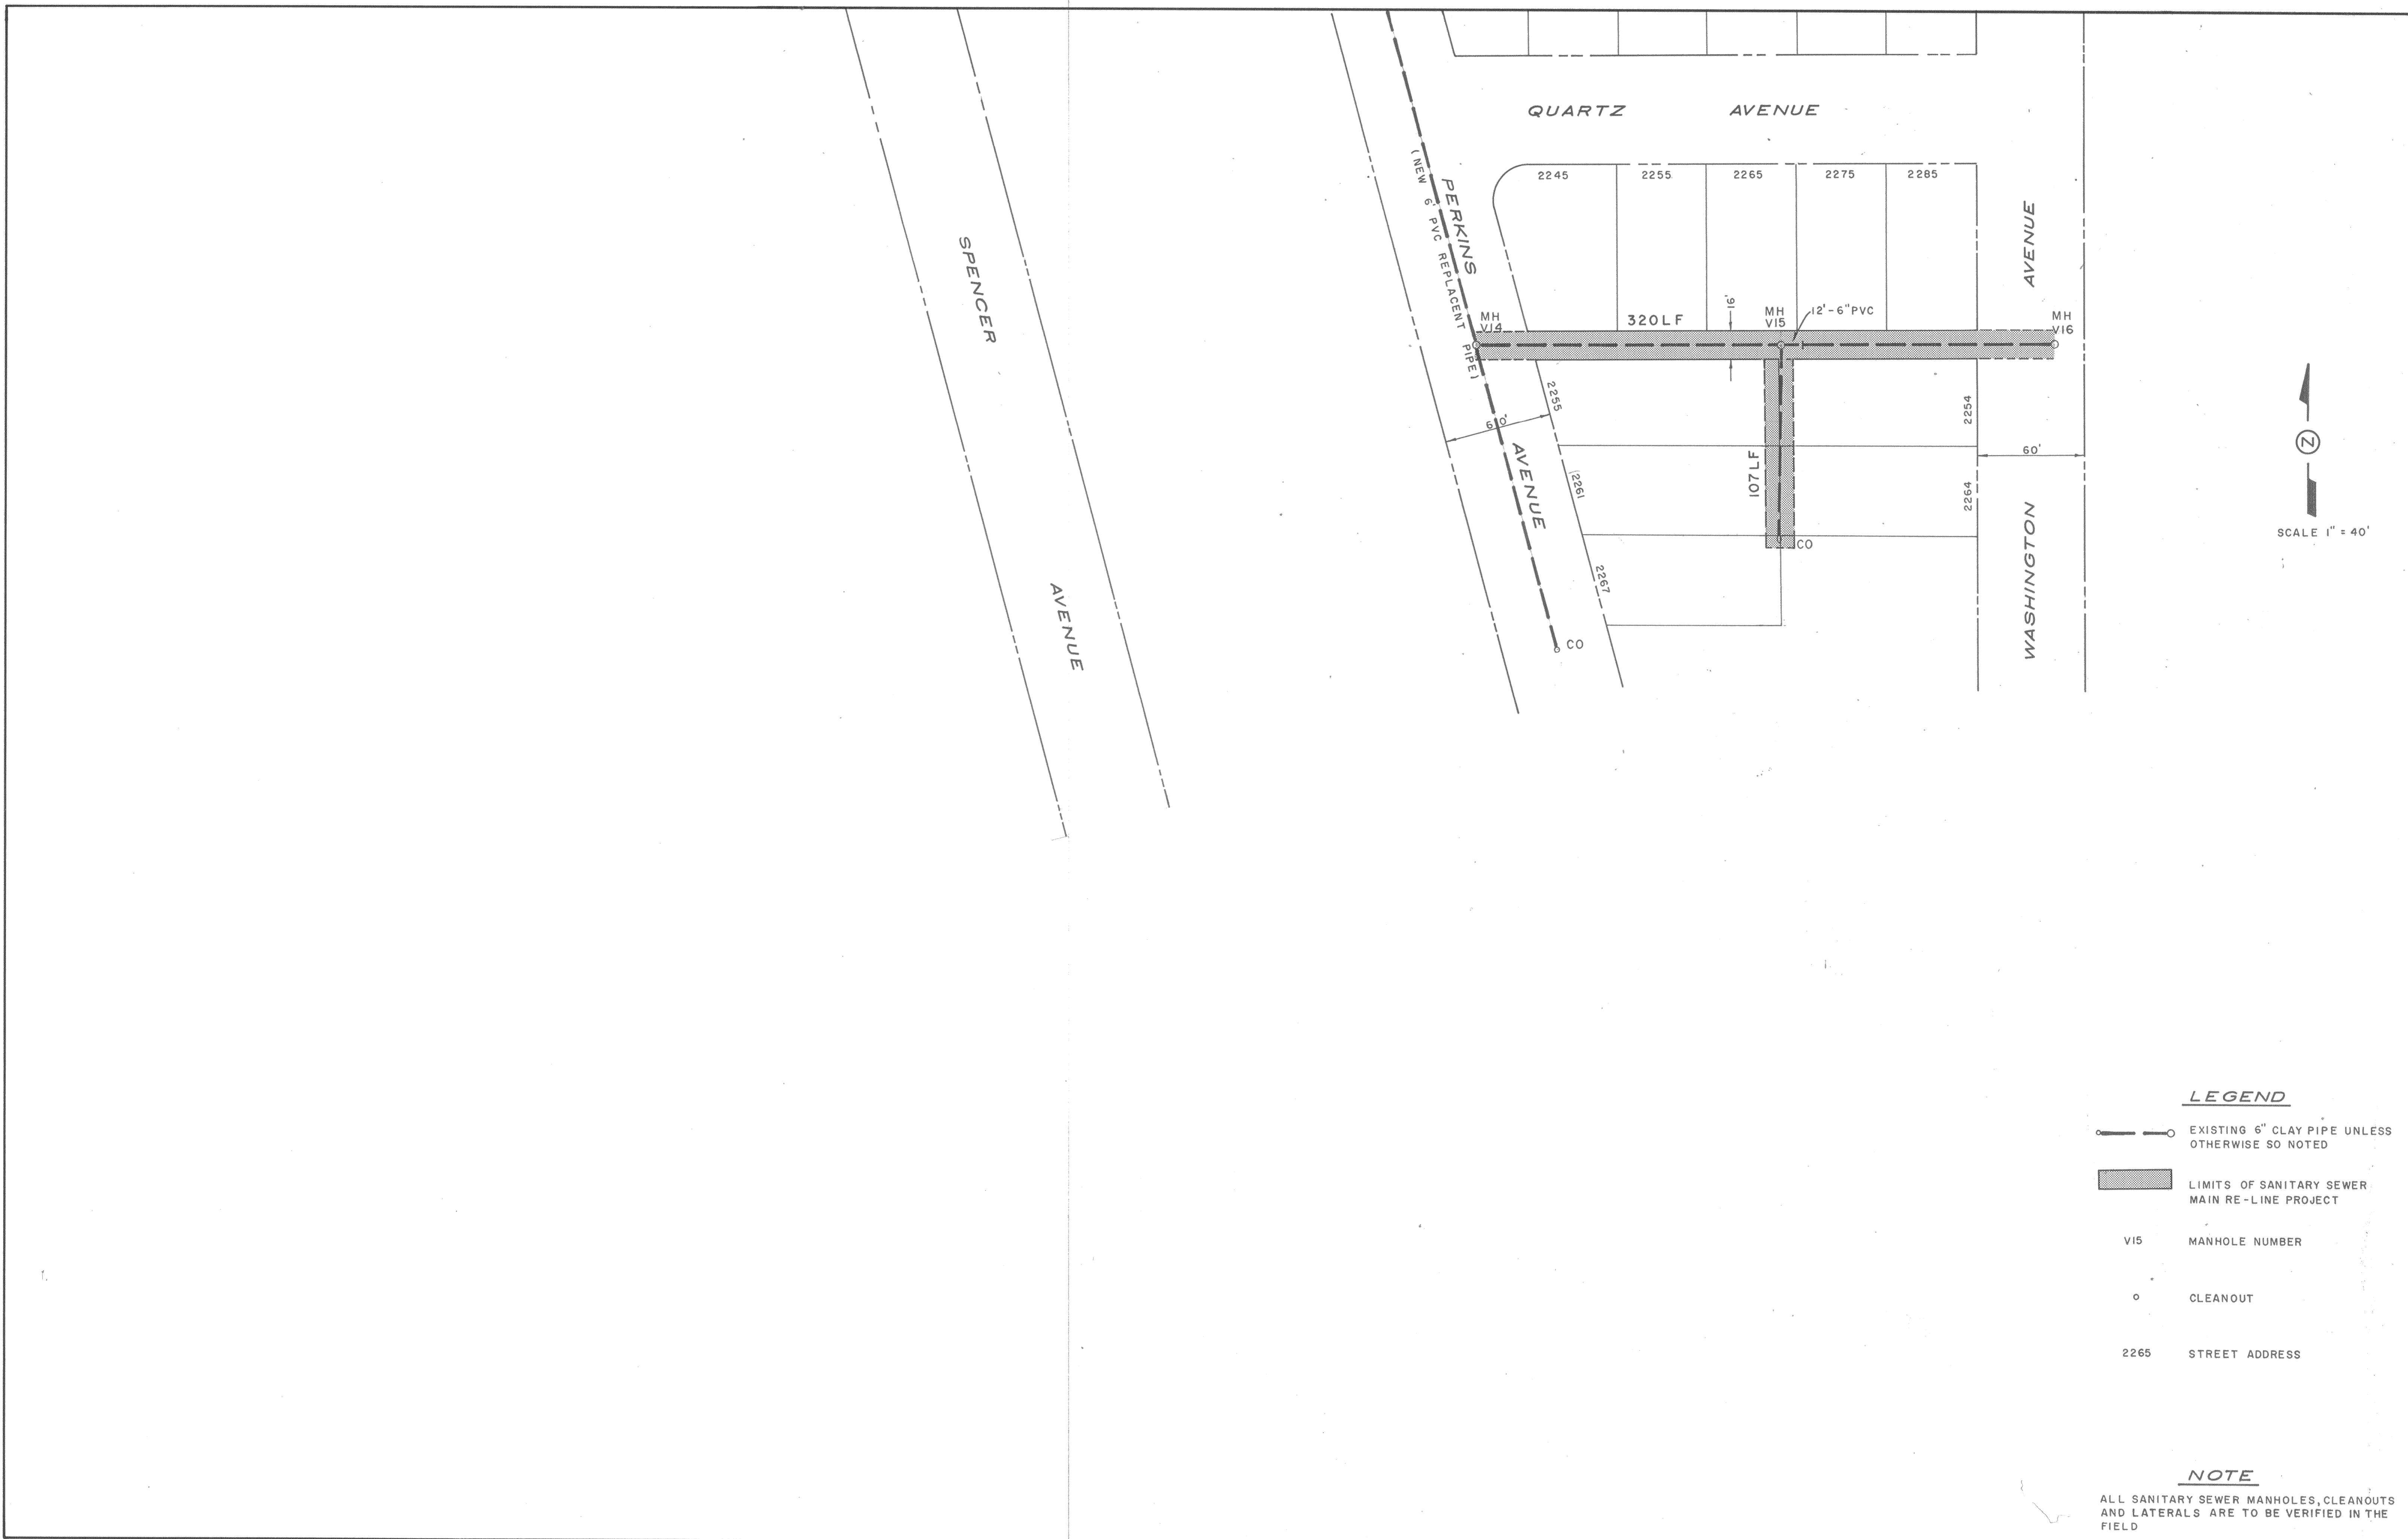 QUARTZ AVENUE
2245 2255 2265 2275 2285
SPENCER
AVENUE
PERKINS
AVENUE
(NEW 6" PVC REPLACENT PIPE)
AVENUE
WASHINGTON
MH
V14
320LF
16'
MH
V15
12'-6"PVC
MH
V16
60'
2255
2261
2267
107LF
CO
CO
2254
2264
60'
N
SCALE 1" = 40'
LEGEND
EXISTING 6" CLAY PIPE UNLESS
OTHERWISE SO NOTED
LIMITS OF SANITARY SEWER
MAIN RE-LINE PROJECT
V15 MANHOLE NUMBER
CLEANOUT
2265 STREET ADDRESS
NOTE
ALL SANITARY SEWER MANHOLES, CLEANOUTS
AND LATERALS ARE TO BE VERIFIED IN THE
FIELD